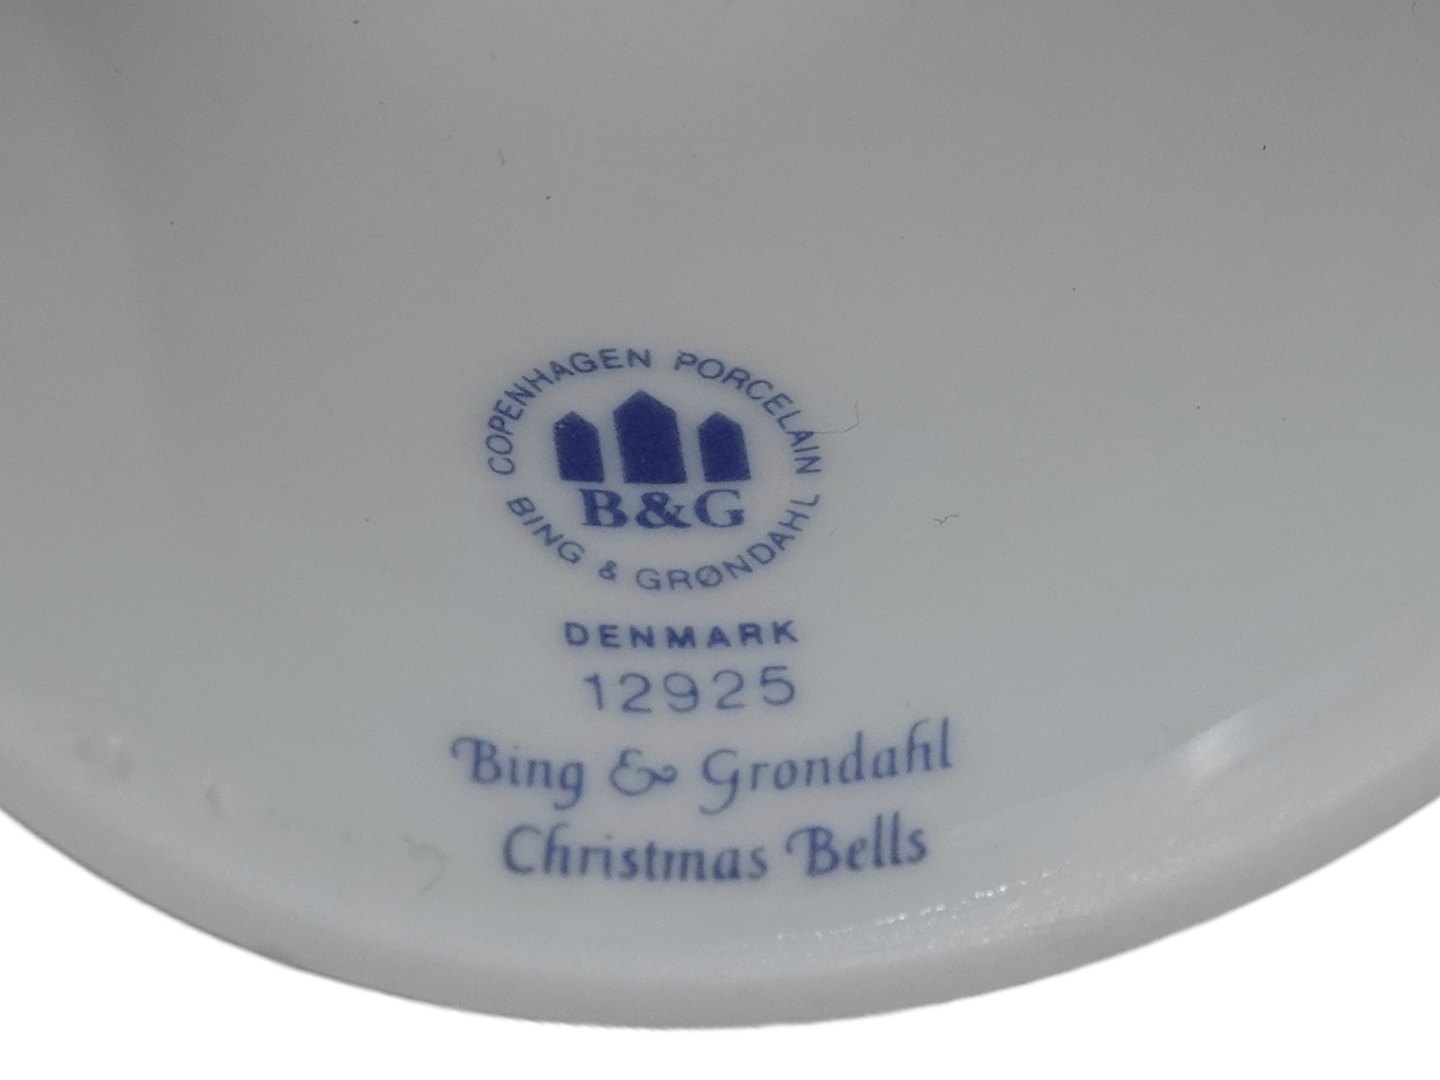 COPENHAGEN PORCELAIN
B&G
BING & GRØNDAHL
DENMARK
12925
Bing & Grondahl
Christmas Bells